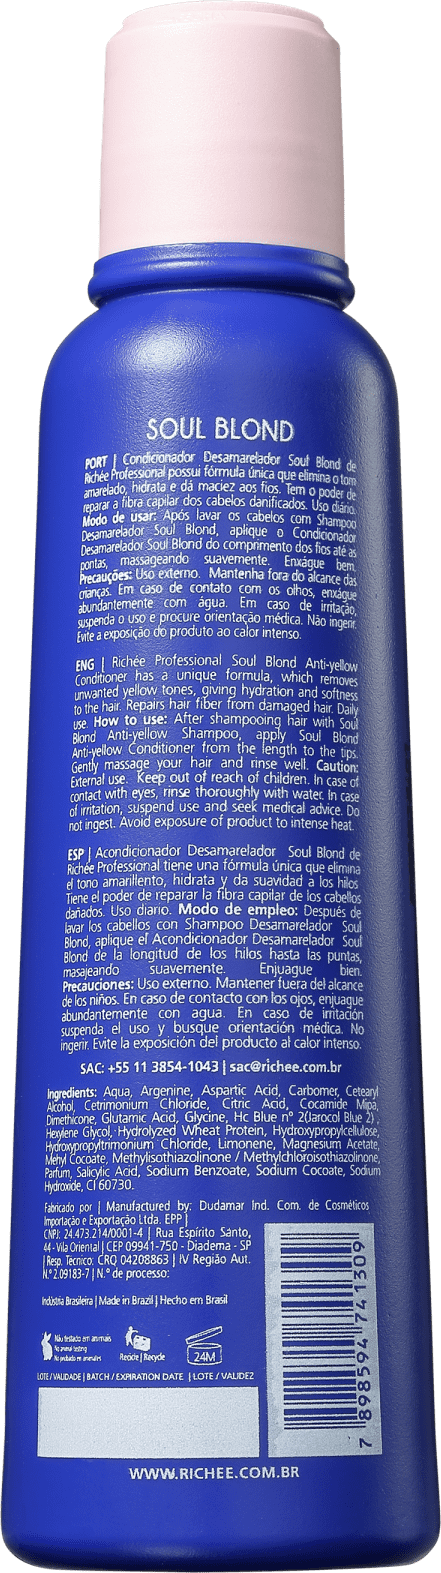 SOUL BLOND
PORT | Condicionador Desamarelador Soul Blond de
Richée Professional possui fórmula única que elimina o tom
amarelado, hidrata e dá maciez aos fios. Tem o poder de
reparar a fibra capilar dos cabelos danificados. Uso diário.
Modo de usar: Após lavar os cabelos com Shampoo
Desamarelador Soul Blond, aplique o Condicionador
Desamarelador Soul Blond do comprimento dos fios até as
pontas, massageando suavemente. Enxágue bem.
Precauções: Uso externo. Mantenha fora do alcance das
crianças. Em caso de contato com os olhos, enxágue
abundantemente com água. Em caso de irritação,
suspenda o uso e procure orientação médica. Não ingerir.
Evite a exposição do produto ao calor intenso.
ENG | Richée Professional Soul Blond Anti-yellow
Conditioner has a unique formula, which removes
unwanted yellow tones, giving hydration and softness
to the hair. Repairs hair fiber from damaged hair. Daily
use. How to use: After shampooing hair with Soul
Blond Anti-yellow Shampoo, apply Soul Blond
Anti-yellow Conditioner from the length to the tips.
Gently massage your hair and rinse well. Caution:
External use. Keep out of reach of children. In case of
contact with eyes, rinse thoroughly with water. In case
of irritation, suspend use and seek medical advice. Do
not ingest. Avoid exposure of product to intense heat.
ESP | Acondicionador Desamarelador Soul Blond de
Richée Professional tiene una fórmula única que elimina
el tono amarillento, hidrata y da suavidad a los hilos.
Tiene el poder de reparar la fibra capilar de los cabellos
dañados. Uso diario. Modo de empleo: Después de
lavar los cabellos con Shampoo Desamarelador Soul
Blond, aplique el Acondicionador Desamarelador Soul
Blond de la longitud de los hilos hasta las puntas,
masajeando suavemente. Enjuague bien.
Precauciones: Uso externo. Mantener fuera del alcance
de los niños. En caso de contacto con los ojos, enjuague
abundantemente con agua. En caso de irritación
suspenda el uso y busque orientación médica. No
ingerir. Evite la exposición del producto al calor intenso.
SAC: +55 11 3854-1043 | sac@richee.com.br
Ingredients: Aqua, Argenine, Aspartic Acid, Carbomer, Cetearyl
Alcohol, Cetrimonium Chloride, Citric Acid, Cocamide Mipa,
Dimethicone, Glutamic Acid, Glycine, Hc Blue n° 2(Jarocol Blue 2),
Hexylene Glycol, Hydrolyzed Wheat Protein, Hydroxypropylcellulose,
Hydroxypropytrimonium Chloride, Limonene, Magnesium Acetate,
Mehyl Cocoate, Methylisothiazolinone / Methylchloroisothiazolinone,
Parfum, Salicylic Acid, Sodium Benzoate, Sodium Cocoate, Sodium
Hydroxide, CI 60730.
Fabricado por | Manufactured by: Dudamar Ind. Com. de Cosméticos
Importação e Exportação Ltda. EPP |
CNPJ: 24.473.214/0001-4 | Rua Espírito Santo,
44 - Vila Oriental | CEP 09941-750 - Diadema - SP
| Resp. Técnico: CRQ 04208863 | IV Região Aut.
N.° 2.09183-7 | N.° de processo:
Indústria Brasileira | Made in Brazil | Hecho en Brasil
Não testado em animais
No animal testing
No probado en animales
Recicle | Recycle
24M
LOTE / VALIDADE | BATCH / EXPIRATION DATE | LOTE / VALIDEZ
7 898594 741309
WWW.RICHEE.COM.BR